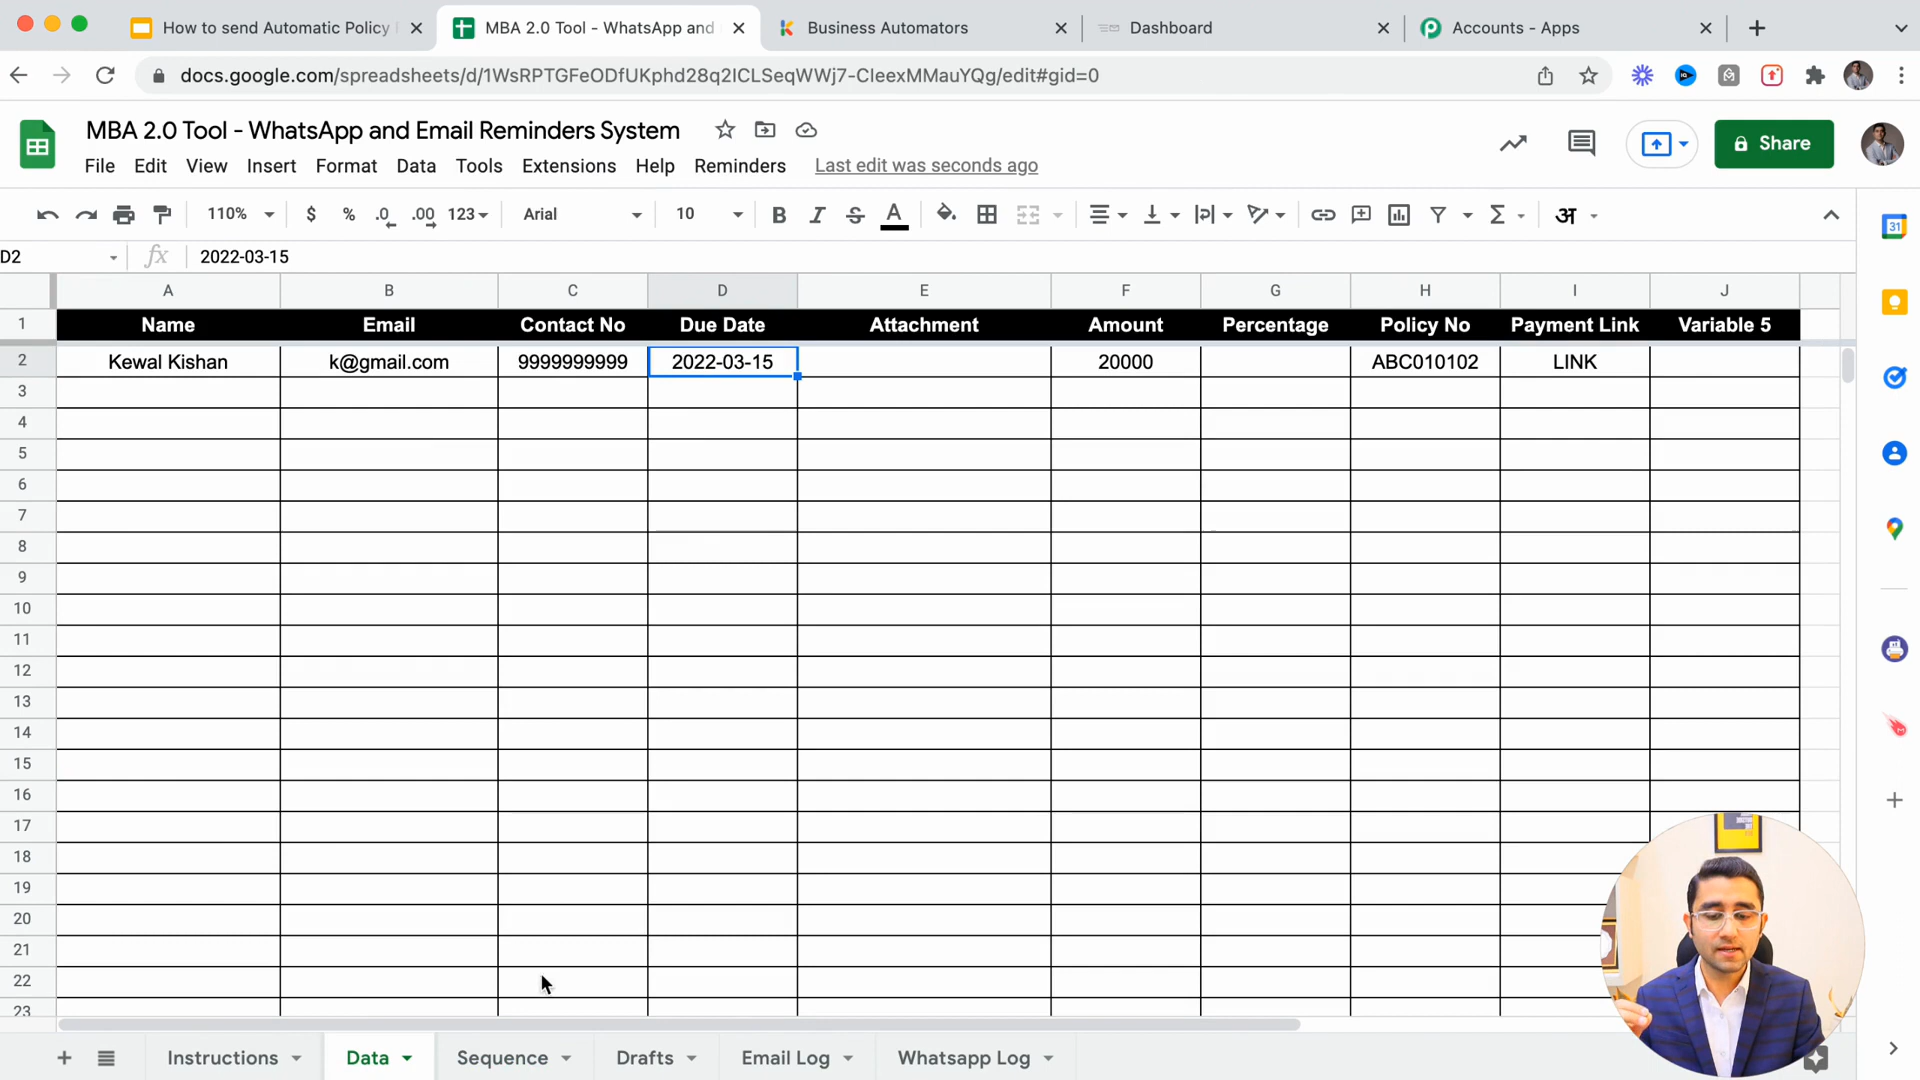 How to send Automatic Policy
MBA 2.0 Tool - WhatsApp and
Business Automators
Dashboard
Accounts - Apps
docs.google.com/spreadsheets/d/1WsRPTGFeODfUKphd28q2ICLSeqWWj7-CIeexMMauYQg/edit#gid=0
MBA 2.0 Tool - WhatsApp and Email Reminders System
File Edit View Insert Format Data Tools Extensions Help Reminders Last edit was seconds ago
Share
110% $ % .0 .00 123 Arial 10 B I S A Σ अ
D2 fx 2022-03-15
A B C D E F G H I J
1 Name Email Contact No Due Date Attachment Amount Percentage Policy No Payment Link Variable 5
2 Kewal Kishan k@gmail.com 9999999999 2022-03-15 20000 ABC010102 LINK
3
4
5
6
7
8
9
10
11
12
13
14
15
16
17
18
19
20
21
22
23
Instructions Data Sequence Drafts Email Log Whatsapp Log
31